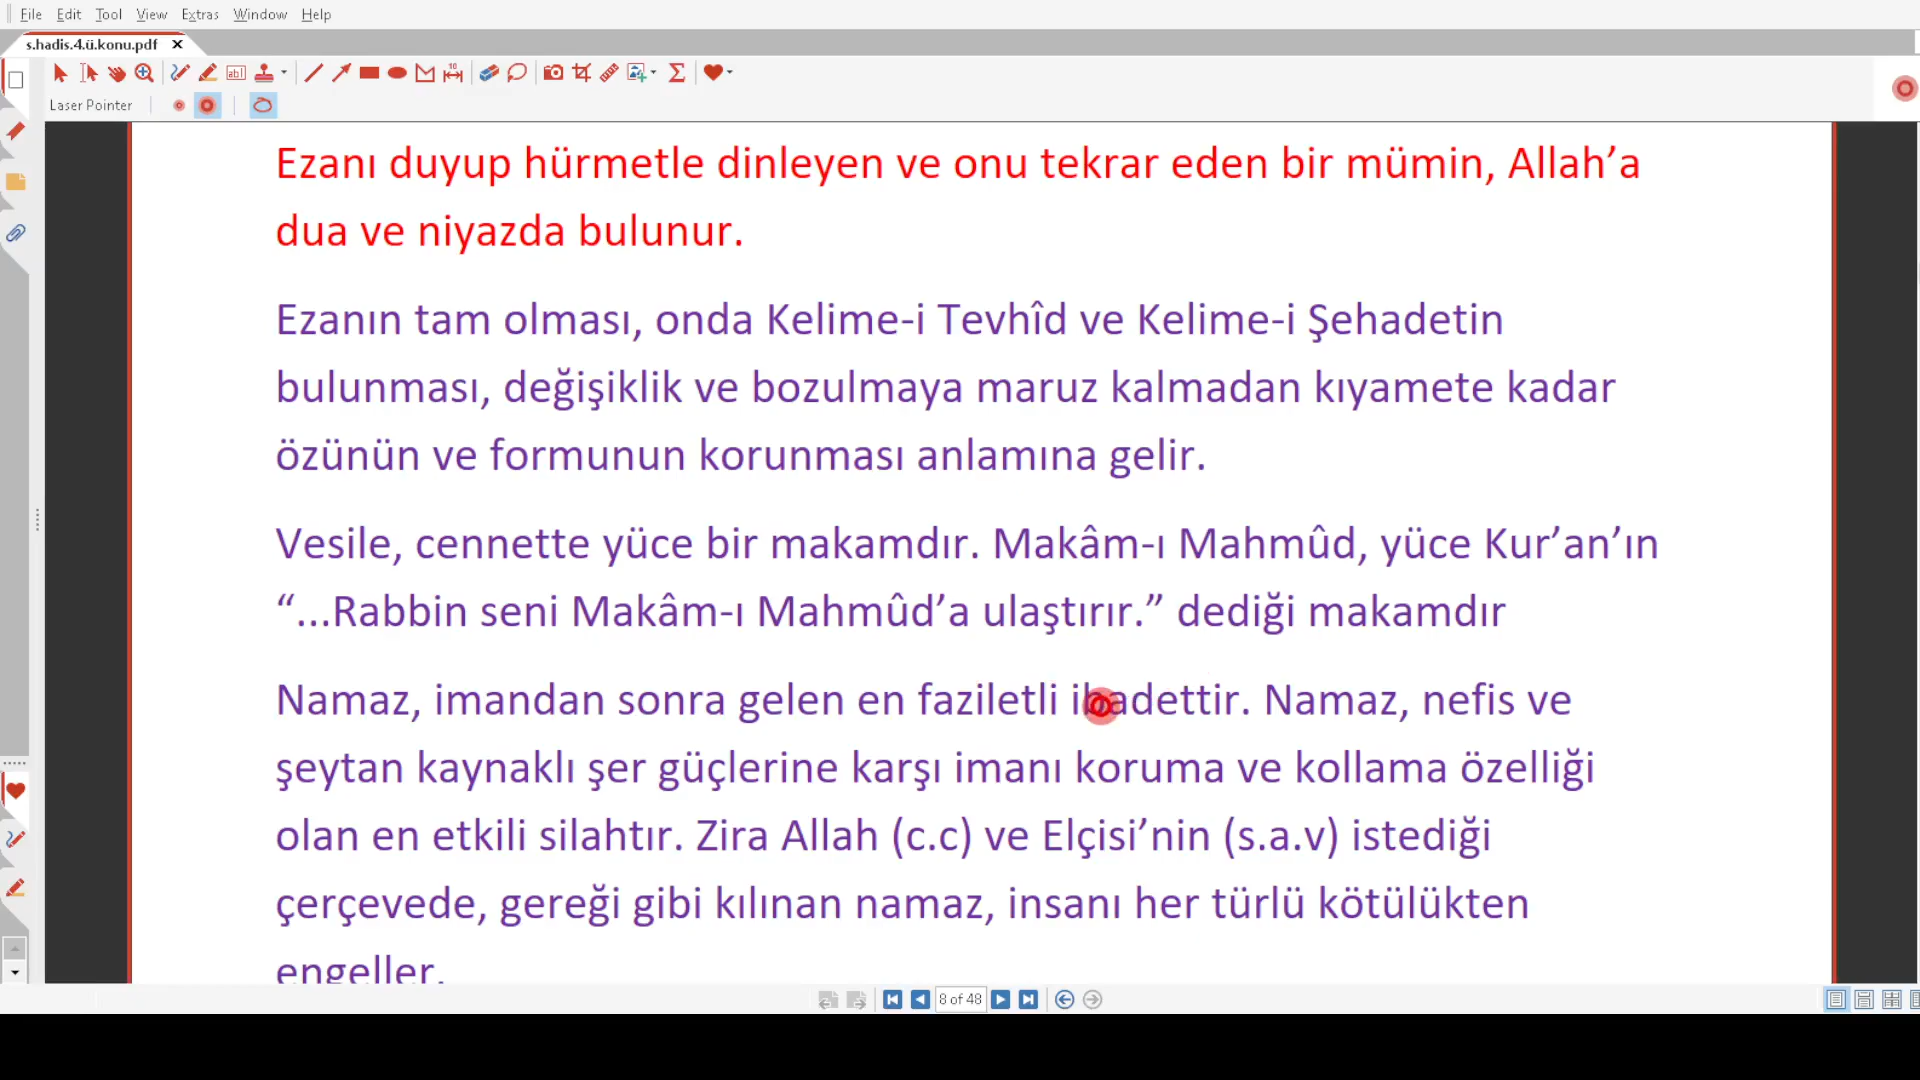 File Edit Tool View Extras Window Help
s.hadis.4.ü.konu.pdf
Laser Pointer
Ezanı duyup hürmetle dinleyen ve onu tekrar eden bir mümin, Allah’a
dua ve niyazda bulunur.
Ezanın tam olması, onda Kelime-i Tevhîd ve Kelime-i Şehadetin
bulunması, değişiklik ve bozulmaya maruz kalmadan kıyamete kadar
özünün ve formunun korunması anlamına gelir.
Vesile, cennette yüce bir makamdır. Makâm-ı Mahmûd, yüce Kur’an’ın
“...Rabbin seni Makâm-ı Mahmûd’a ulaştırır.” dediği makamdır
Namaz, imandan sonra gelen en faziletli ibadettir. Namaz, nefis ve
şeytan kaynaklı şer güçlerine karşı imanı koruma ve kollama özelliği
olan en etkili silahtır. Zira Allah (c.c) ve Elçisi’nin (s.a.v) istediği
çerçevede, gereği gibi kılınan namaz, insanı her türlü kötülükten
engeller.
8 of 48